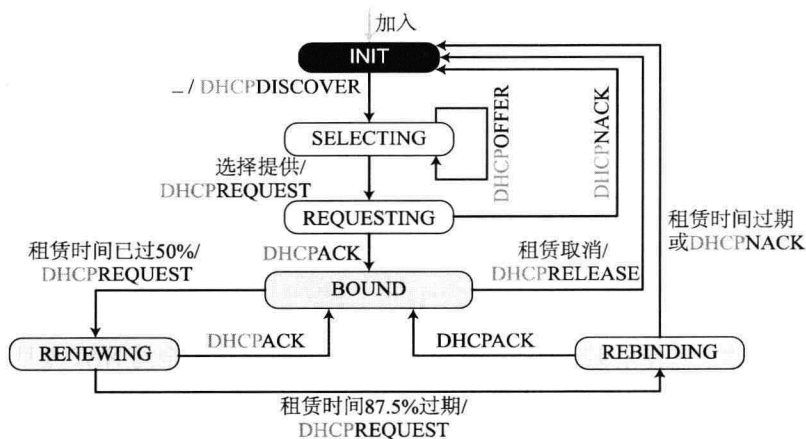 加入
INIT
_ / DHCPDISCOVER
DHCPOFFER
DHCPNACK
SELECTING
选择提供/
DHCPREQUEST
REQUESTING
租赁时间过期
或DHCPNACK
租赁时间已过50%/
DHCPREQUEST
DHCPACK
租赁取消/
DHCPRELEASE
BOUND
RENEWING
DHCPACK
DHCPACK
REBINDING
租赁时间87.5%过期/
DHCPREQUEST